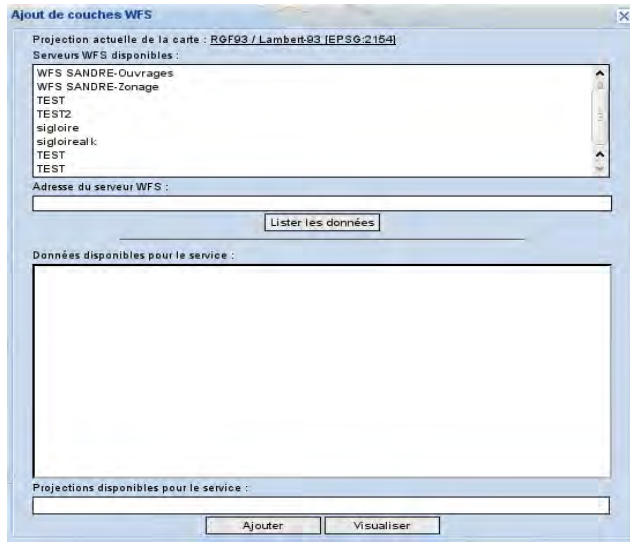 Ajout de couches WFS
Projection actuelle de la carte : RGF93 / Lambert-93 [EPSG:2154]
Serveurs WFS disponibles :
WFS SANDRE-Ouvrages
WFS SANDRE-Zonage
TEST
TEST2
sigloire
sigloirealk
TEST
TEST
Adresse du serveur WFS :
Lister les données
Données disponibles pour le service :
Projections disponibles pour le service :
Ajouter
Visualiser